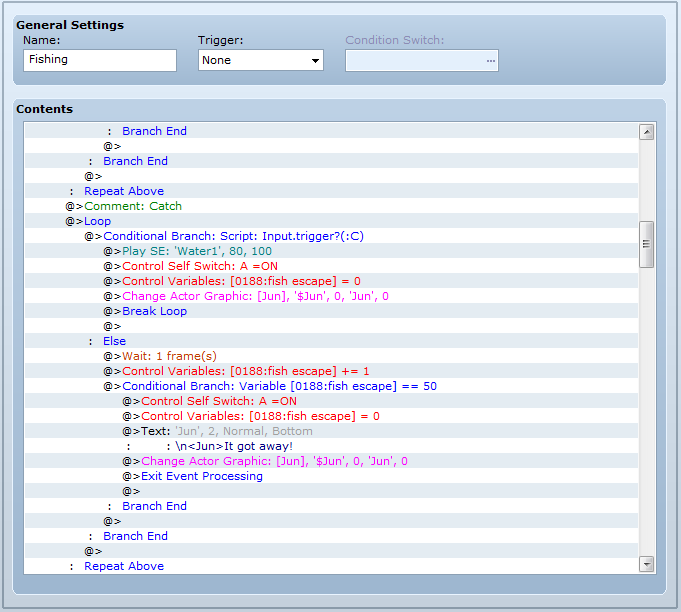 General Settings
Name: Trigger: Condition Switch:
Fishing None ...
Contents
: Branch End
@>
: Branch End
@>
: Repeat Above
@>Comment: Catch
@>Loop
@>Conditional Branch: Script: Input.trigger?(:C)
@>Play SE: 'Water1', 80, 100
@>Control Self Switch: A =ON
@>Control Variables: [0188:fish escape] = 0
@>Change Actor Graphic: [Jun], '$Jun', 0, 'Jun', 0
@>Break Loop
@>
: Else
@>Wait: 1 frame(s)
@>Control Variables: [0188:fish escape] += 1
@>Conditional Branch: Variable [0188:fish escape] == 50
@>Control Self Switch: A =ON
@>Control Variables: [0188:fish escape] = 0
@>Text: 'Jun', 2, Normal, Bottom
: : \n<Jun>It got away!
@>Change Actor Graphic: [Jun], '$Jun', 0, 'Jun', 0
@>Exit Event Processing
@>
: Branch End
@>
: Branch End
@>
: Repeat Above